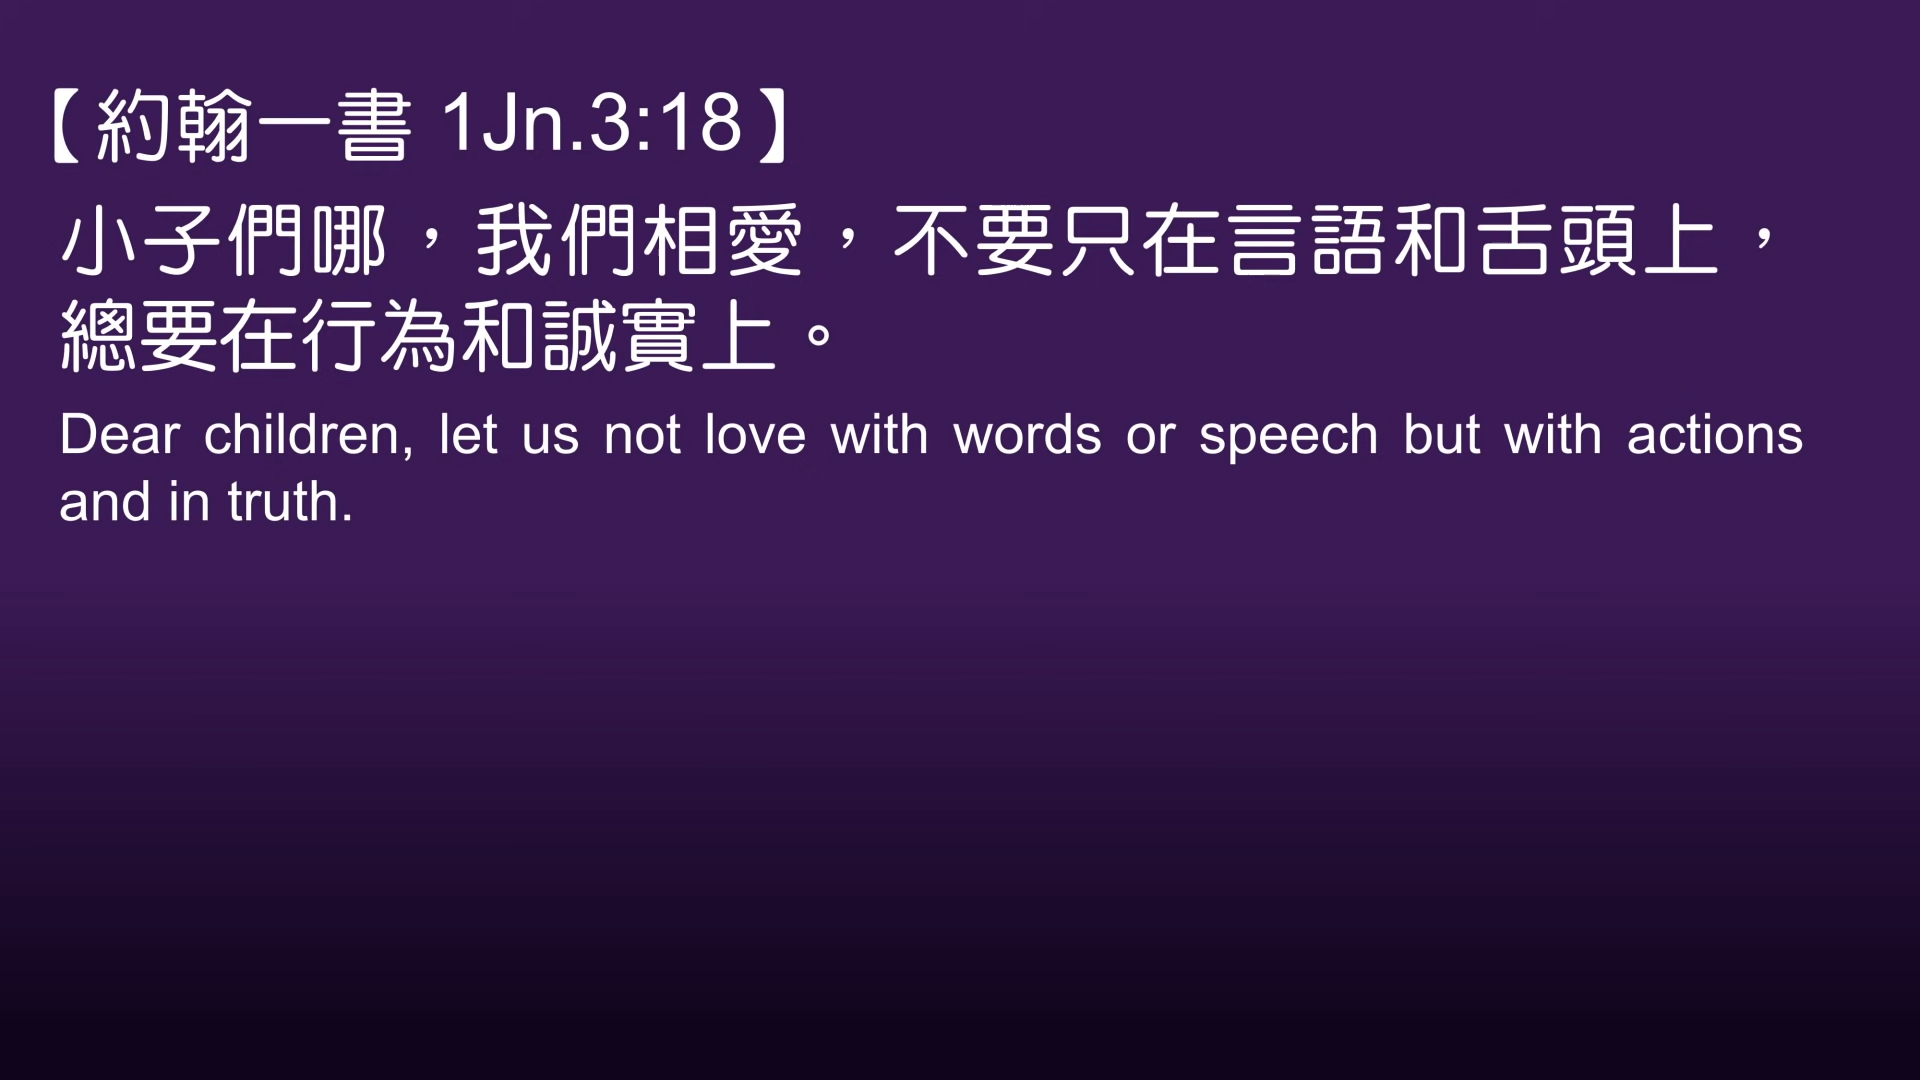 【約翰一書 1Jn.3:18】
小子們哪，我們相愛，不要只在言語和舌頭上，
總要在行為和誠實上。
Dear children, let us not love with words or speech but with actions
and in truth.